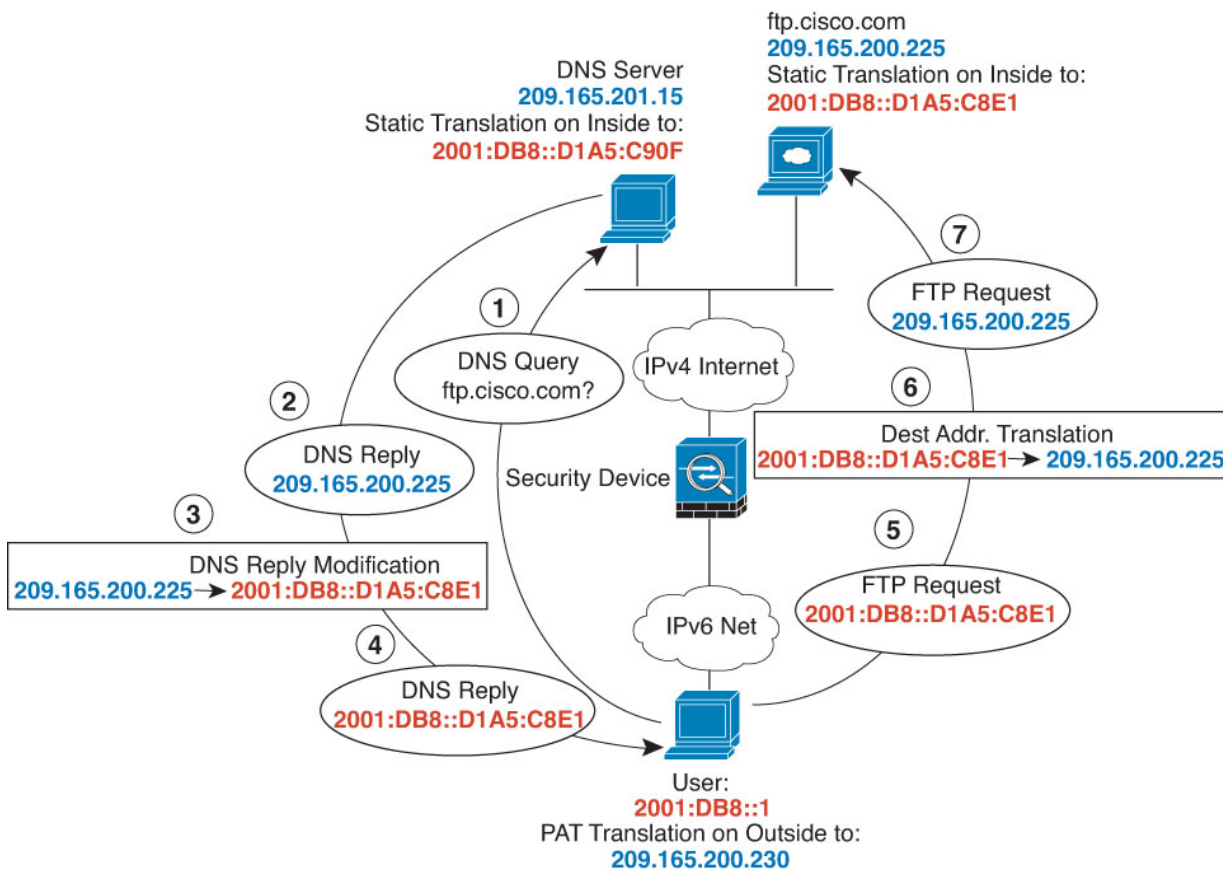 ftp.cisco.com
209.165.200.225
Static Translation on Inside to:
2001:DB8::D1A5:C8E1
DNS Server
209.165.201.15
Static Translation on Inside to:
2001:DB8::D1A5:C90F
7
FTP Request
209.165.200.225
1
DNS Query
ftp.cisco.com?
IPv4 Internet
2
DNS Reply
209.165.200.225
6
Dest Addr. Translation
2001:DB8::D1A5:C8E1 → 209.165.200.225
Security Device
3
DNS Reply Modification
209.165.200.225 → 2001:DB8::D1A5:C8E1
5
FTP Request
2001:DB8::D1A5:C8E1
IPv6 Net
4
DNS Reply
2001:DB8::D1A5:C8E1
User:
2001:DB8::1
PAT Translation on Outside to:
209.165.200.230